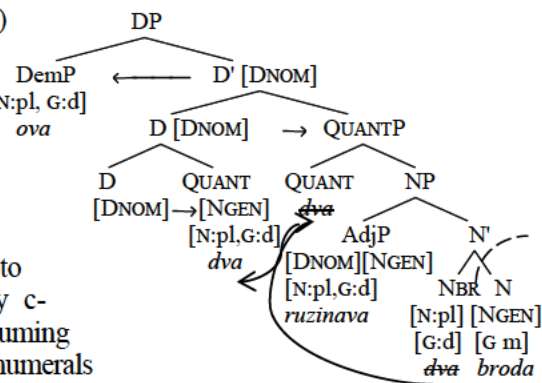 )
DP
DemP D' [DNOM]
N:pl, G:d]
ova D [DNOM] QUANTP
D QUANT QUANT NP
[DNOM] [NGEN] dva
[N:pl,G:d] AdjP N'
dva [DNOM][NGEN]
to [N:pl,G:d] NBR N
y c- ruzinava [N:pl] [NGEN]
uming [G:d] [G m]
numerals dva broda